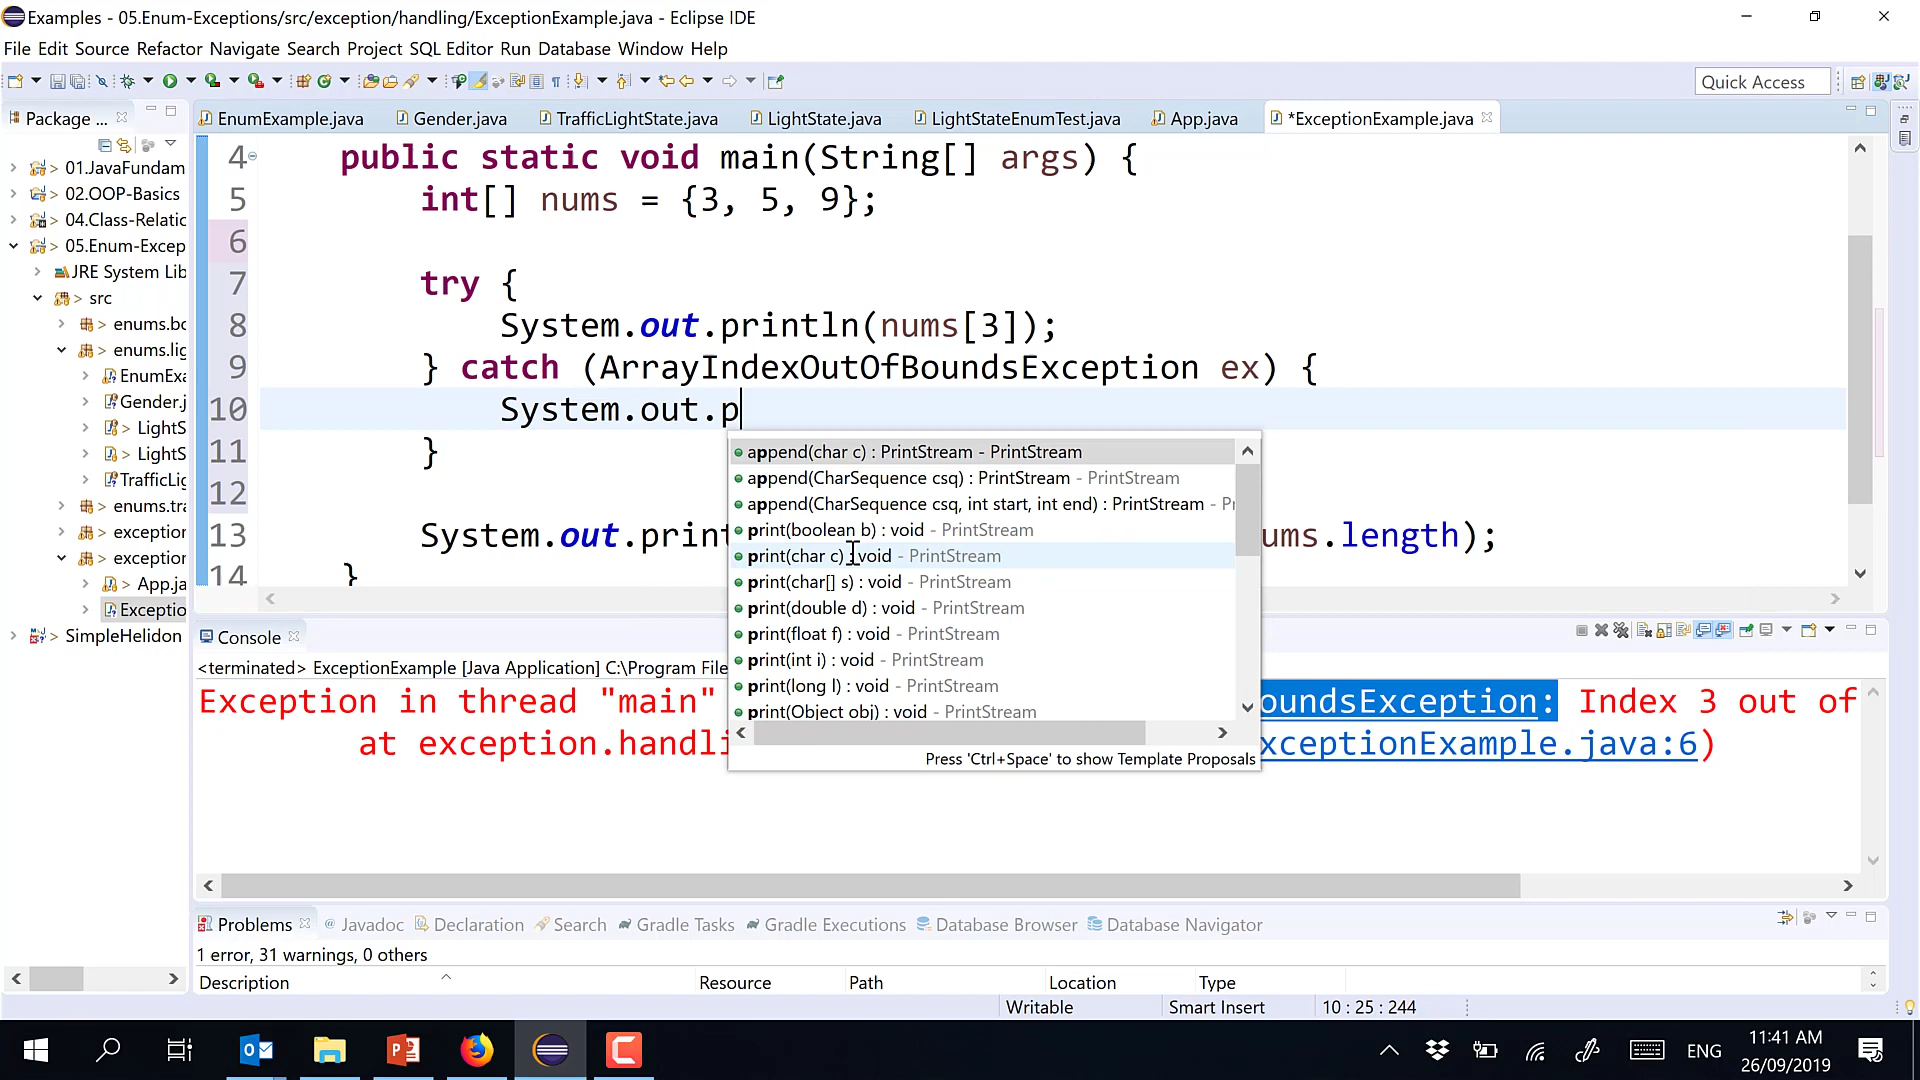 Examples - 05.Enum-Exceptions/src/exception/handling/ExceptionExample.java - Eclipse IDE
File Edit Source Refactor Navigate Search Project SQL Editor Run Database Window Help
Quick Access
Package ...
EnumExample.java
Gender.java
TrafficLightState.java
LightState.java
LightStateEnumTest.java
App.java
*ExceptionExample.java
> 01.JavaFundam
> 02.OOP-Basics
> 04.Class-Relatic
> 05.Enum-Excep
JRE System Lib
> src
> enums.bc
> enums.lig
EnumExa
Gender.j
> LightS
> LightS
TrafficLig
> enums.tra
> exception
> exception
> App.ja
Exceptio
> SimpleHelidon
4 public static void main(String[] args) {
5 int[] nums = {3, 5, 9};
6
7 try {
8 System.out.println(nums[3]);
9 } catch (ArrayIndexOutOfBoundsException ex) {
10 System.out.p
11 }
12
13 System.out.print
ums.length);
14 }
append(char c) : PrintStream - PrintStream
append(CharSequence csq) : PrintStream - PrintStream
append(CharSequence csq, int start, int end) : PrintStream - Pr
print(boolean b) : void - PrintStream
print(char c) : void - PrintStream
print(char[] s) : void - PrintStream
print(double d) : void - PrintStream
print(float f) : void - PrintStream
print(int i) : void - PrintStream
print(long l) : void - PrintStream
print(Object obj) : void - PrintStream
Press 'Ctrl+Space' to show Template Proposals
Console
<terminated> ExceptionExample [Java Application] C:\Program File
Exception in thread "main"
oundsException: Index 3 out of
at exception.handli
xceptionExample.java:6)
Problems
@ Javadoc
Declaration
Search
Gradle Tasks
Gradle Executions
Database Browser
Database Navigator
1 error, 31 warnings, 0 others
Description
Resource
Path
Location
Type
Writable
Smart Insert
10 : 25 : 244
ENG
11:41 AM
26/09/2019